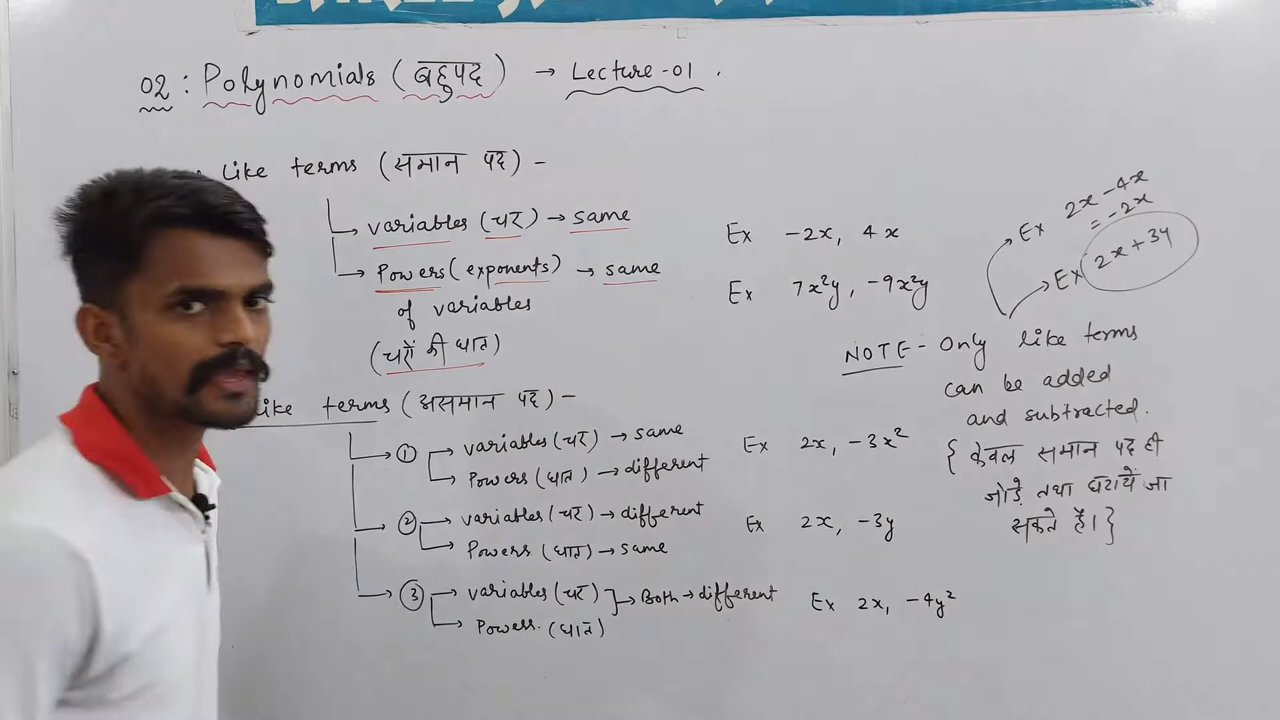 02 : Polynomials (बहुपद) → Lecture-01 .
Like terms (समान पद) -
variables (चर) → same
Powers (exponents) → same
of variables
(चरों की घात)
Ex -2x, 4x
Ex 7x²y, -9x²y
Ex 2x - 4x
= -2x
Ex 2x + 3y
NOTE - Only like terms
can be added
and subtracted.
{ केवल समान पद ही
जोड़े तथा घटाये जा
सकते हैं। }
like terms (असमान पद) -
① variables (चर) → same
Powers (घात) → different
Ex 2x, -3x²
② variables (चर) → different
Powers (घात) → same
Ex 2x, -3y
③ variables (चर) → Both → different Ex 2x, -4y²
Powers. (घात)